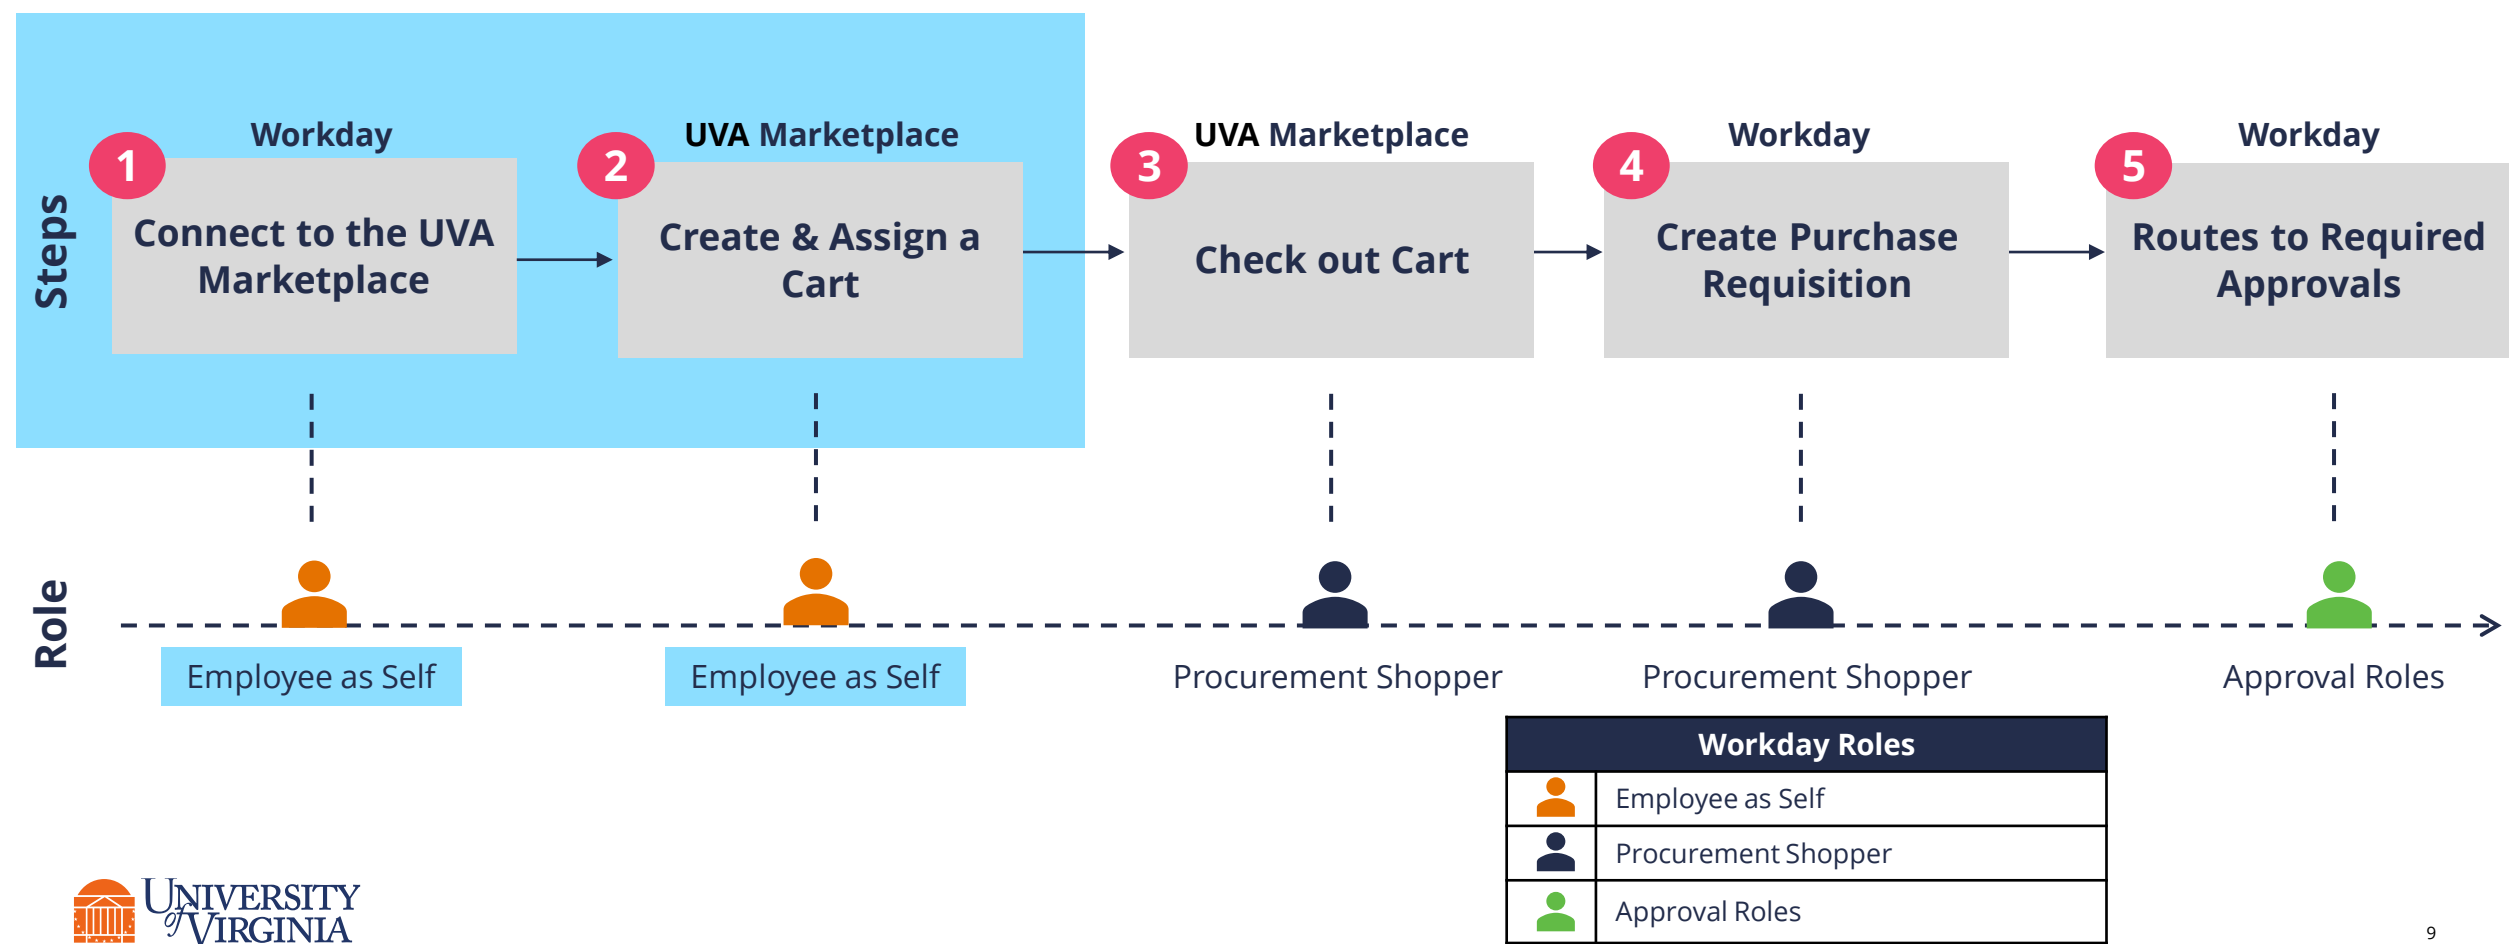 Steps
Workday
1
Connect to the UVA
Marketplace
UVA Marketplace
2
Create & Assign a
Cart
UVA Marketplace
3
Check out Cart
Workday
4
Create Purchase
Requisition
Workday
5
Routes to Required
Approvals
Role
Employee as Self
Employee as Self
Procurement Shopper
Procurement Shopper
Approval Roles
Workday Roles
Employee as Self
Procurement Shopper
Approval Roles
UNIVERSITY
of VIRGINIA
9